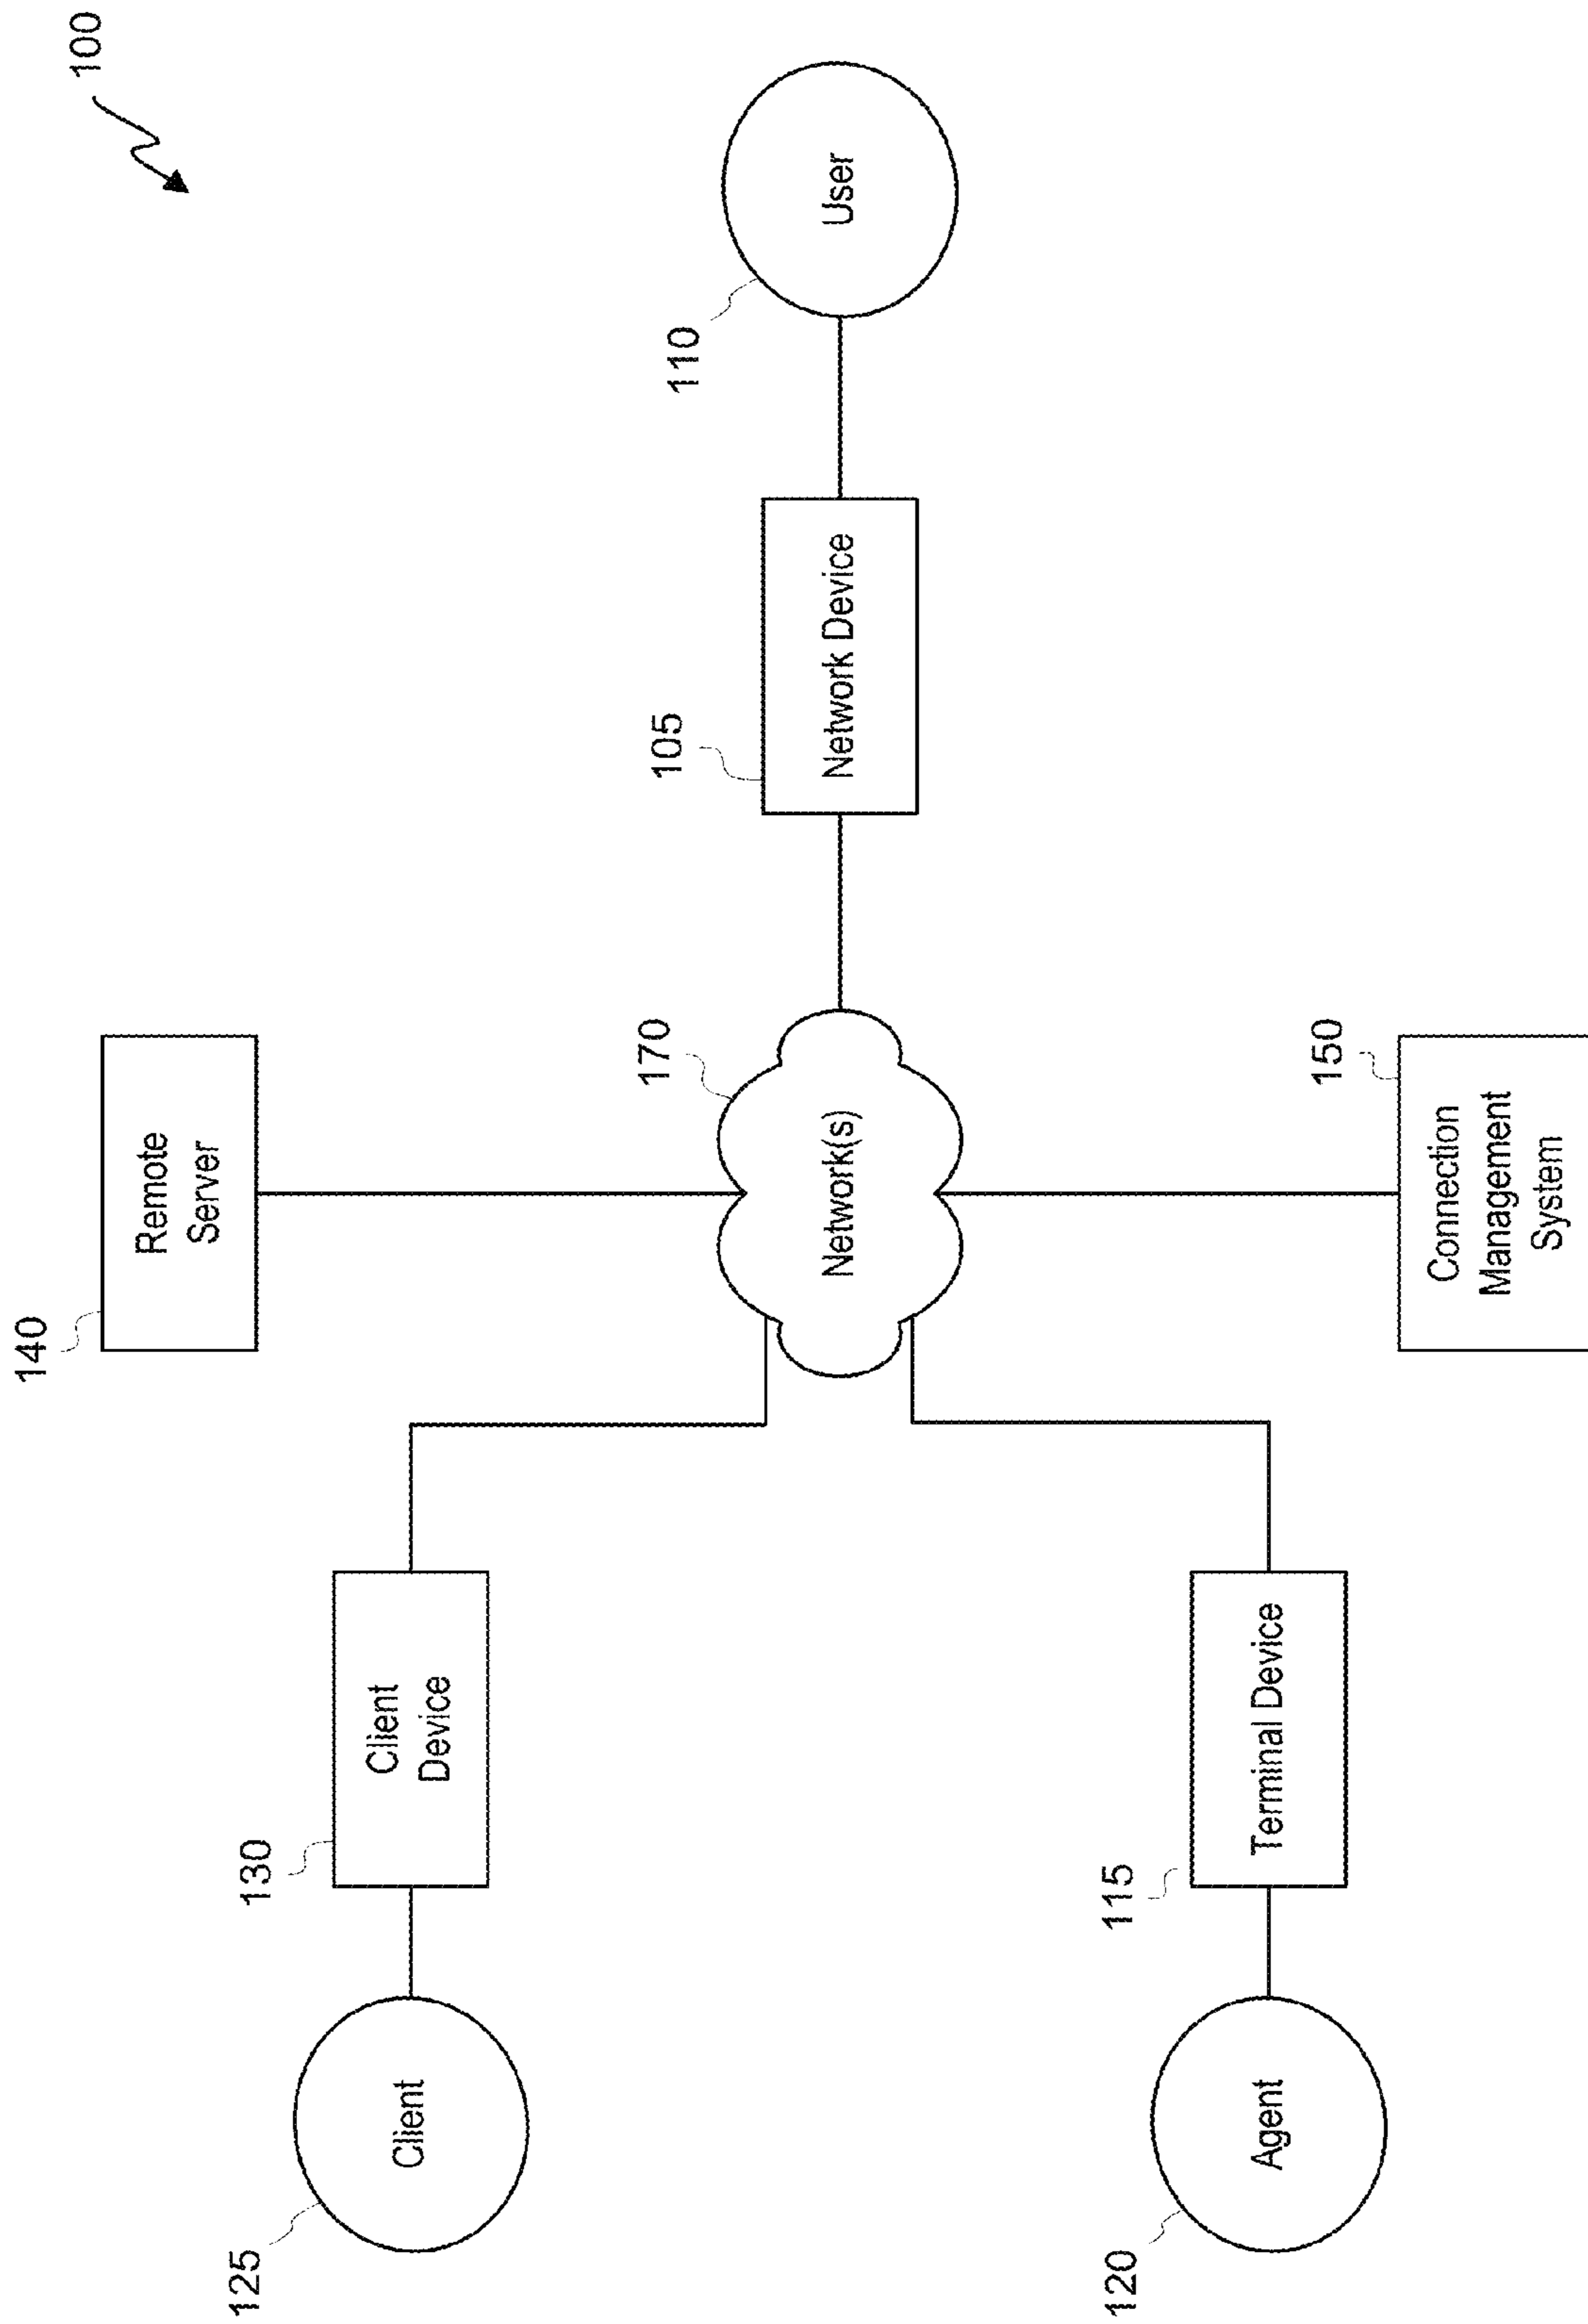 100
140
Remote
Server
125
Client
130
Client
Device
170
Network(s)
105
Network Device
110
User
120
Agent
115
Terminal Device
150
Connection
Management
System